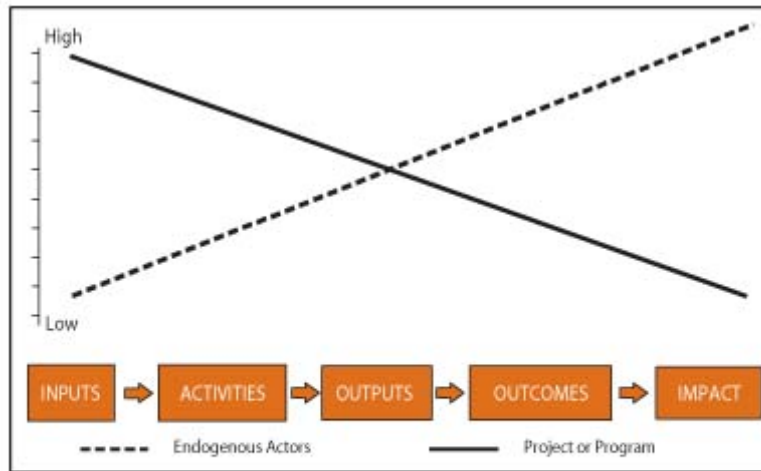 High
Low
INPUTS ACTIVITIES OUTPUTS OUTCOMES IMPACT
Endogenous Actors Project or Program